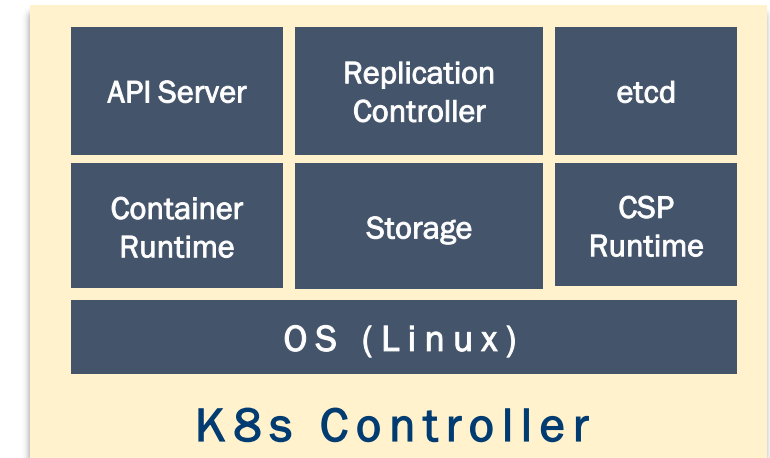 API Server
Replication
Controller
etcd
Container
Runtime
Storage
CSP
Runtime
OS (Linux)
K8s Controller